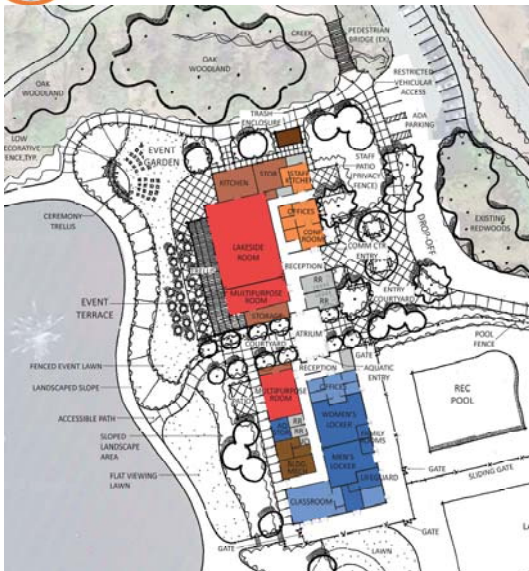 CREEK
PEDESTRIAN
BRIDGE (EX)
OAK
WOODLAND
OAK
WOODLAND
RESTRICTED
VEHICULAR
ACCESS
TRASH
ENCLOSURE
ADA
PARKING
LOW
EVENT
GARDEN
STAFF
PATIO
(PRIVACY
FENCE)
KITCHEN
STOR
STAFF
KITCHEN
CEREMONY
TRELLIS
OFFICES
CONF
ROOM
EXISTING
REDWOODS
DROP-OFF
LAKESIDE
ROOM
COMM CTR
ENTRY
RECEPTION
EVENT
TERRACE
MULTIPURPOSE
ROOM
RR
RR
ENTRY
COURTYARD
STORAGE
ATRIUM
COURTYARD
POOL
FENCE
GATE
FENCED EVENT LAWN
RECEPTION
AQUATIC
ENTRY
LANDSCAPED SLOPE
MULTIPURPOSE
ROOM
OFFICES
REC
POOL
ACCESSIBLE PATH
PATIO
WOMEN'S
LOCKER
RR
RR
FAMILY
ROOMS
SLOPED
LANDSCAPE
AREA
BLDG
MECH
MEN'S
LOCKER
GATE
SLIDING GATE
FLAT VIEWING
LAWN
LIFEGUARD
CLASSROOM
GATE
GATE
LAWN